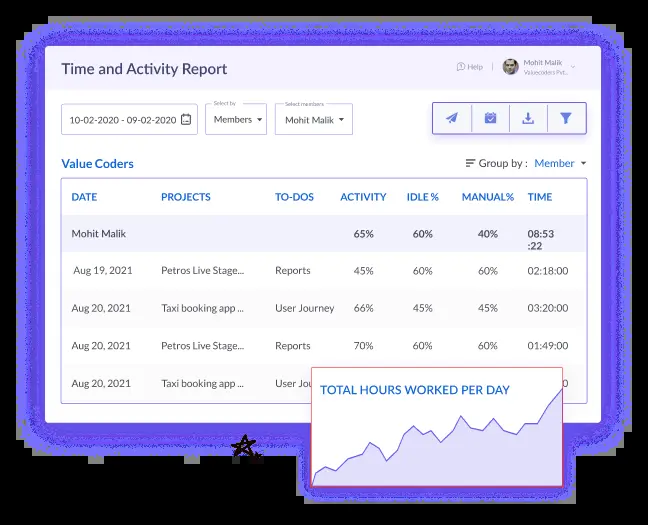 Time and Activity Report
Help
Mohit Malik
Valuecoders Pvt..
10-02-2020 - 09-02-2020
Select by
Members
Select members
Mohit Malik
Value Coders
Group by : Member
DATE PROJECTS TO-DOS ACTIVITY IDLE % MANUAL% TIME
Mohit Malik 65% 60% 40% 08:53
:22
Aug 19, 2021 Petros Live Stage... Reports 45% 60% 60% 02:18:00
Aug 20, 2021 Taxi booking app ... User Journey 66% 45% 45% 03:20:00
Aug 20, 2021 Petros Live Stage... Reports 70% 60% 60% 01:49:00
Aug 20, 2021 Taxi booking app ... User
TOTAL HOURS WORKED PER DAY